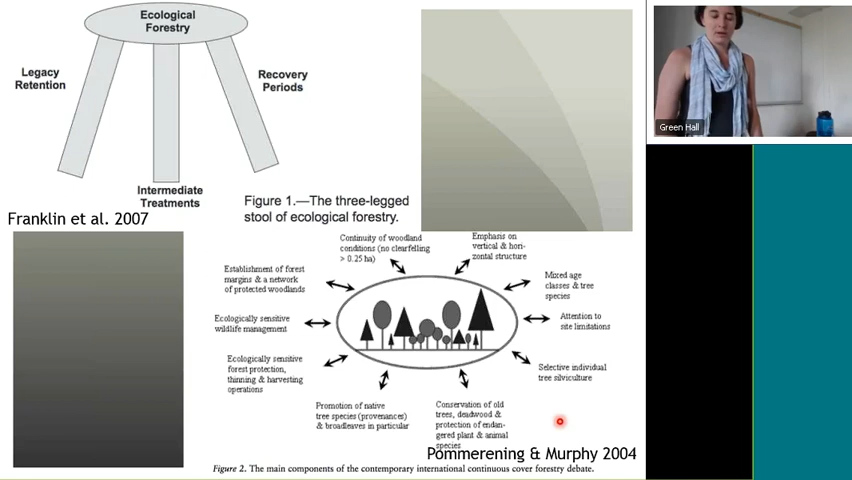 Ecological
Forestry
Legacy
Retention
Recovery
Periods
Intermediate
Treatments
Franklin et al. 2007
Figure 1.—The three-legged
stool of ecological forestry.
Green Hall
Continuity of woodland
conditions (no clearfelling
> 0.25 ha)
Emphasis on
vertical & hori-
zontal structure
Establishment of forest
margins & a network
of protected woodlands
Mixed age
classes & tree
species
Ecologically sensitive
wildlife management
Attention to
site limitations
Ecologically sensitive
forest protection,
thinning & harvesting
operations
Selective individual
tree silviculture
Promotion of native
tree species (provenances)
& broadleaves in particular
Conservation of old
trees, deadwood &
protection of endan-
gered plant & animal
species
Pommerening & Murphy 2004
Figure 2. The main components of the contemporary international continuous cover forestry debate.